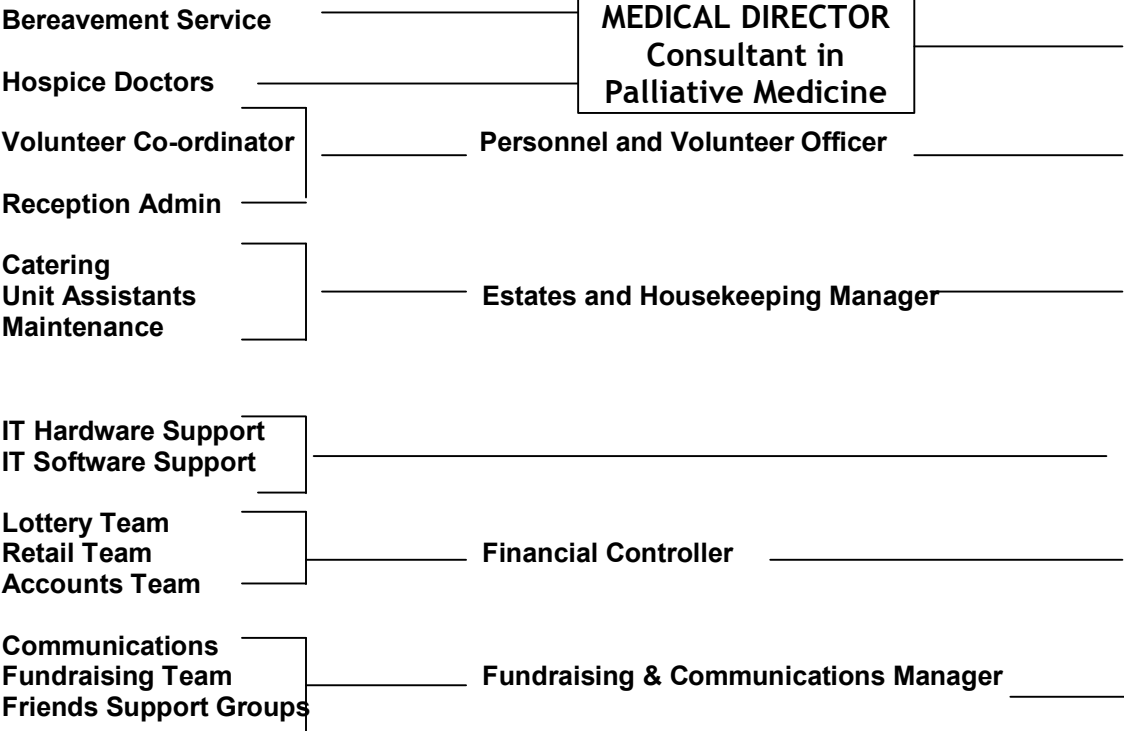 Bereavement Service
MEDICAL DIRECTOR
Consultant in
Palliative Medicine
Hospice Doctors
Volunteer Co-ordinator
Personnel and Volunteer Officer
Reception Admin
Catering
Unit Assistants
Maintenance
Estates and Housekeeping Manager
IT Hardware Support
IT Software Support
Lottery Team
Retail Team
Accounts Team
Financial Controller
Communications
Fundraising Team
Friends Support Groups
Fundraising & Communications Manager